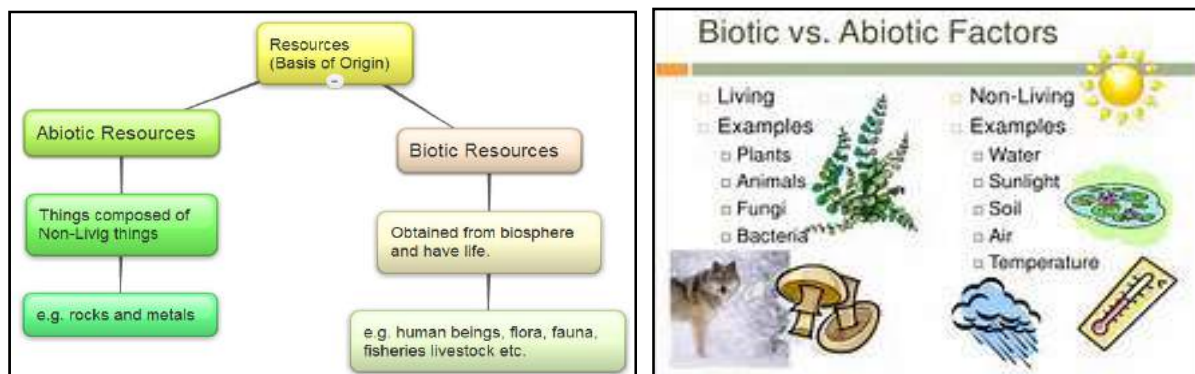 Resources
(Basis of Origin)
Abiotic Resources
Biotic Resources
Things composed of
Non-Livig things
Obtained from biosphere
and have life.
e.g. rocks and metals
e.g. human beings, flora, fauna,
fisheries livestock etc.
Biotic vs. Abiotic Factors
Living
Examples
Plants
Animals
Fungi
Bacteria
Non-Living
Examples
Water
Sunlight
Soil
Air
Temperature